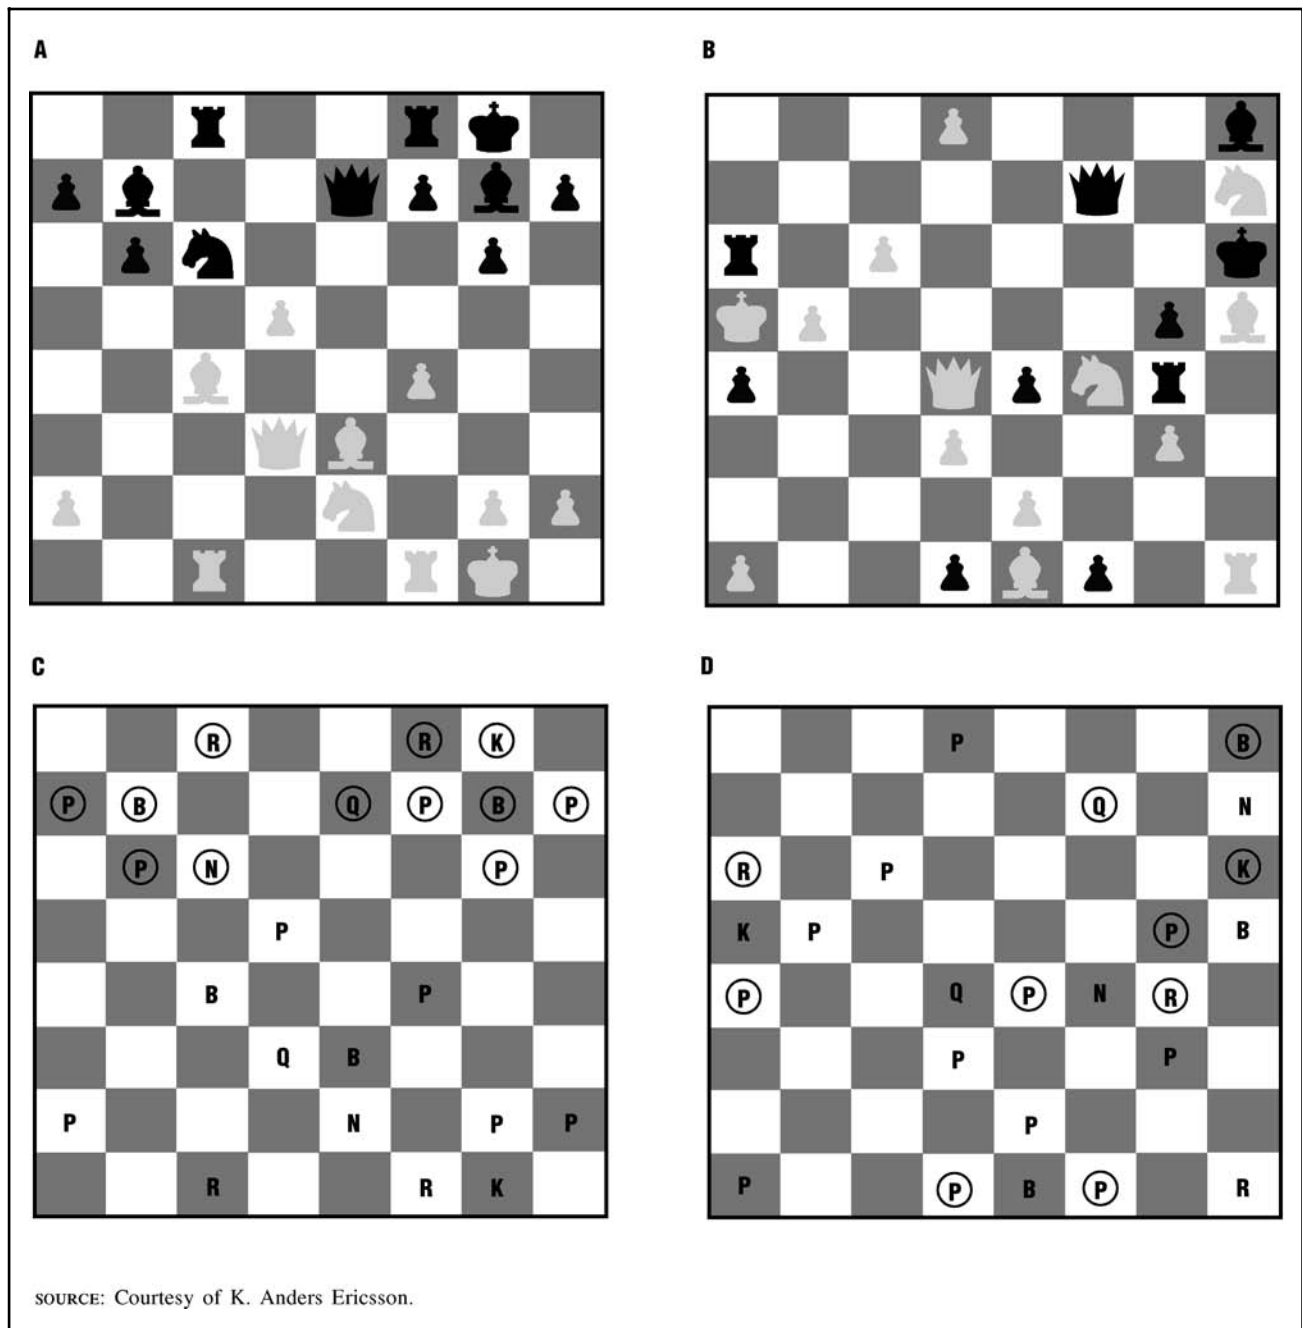 A B
C D
R R K P B
P B Q P B P Q N
P N P R P K
P K P P B
B P P Q P N R
Q B P P
P N P P P
R R K P P B P R
SOURCE: Courtesy of K. Anders Ericsson.